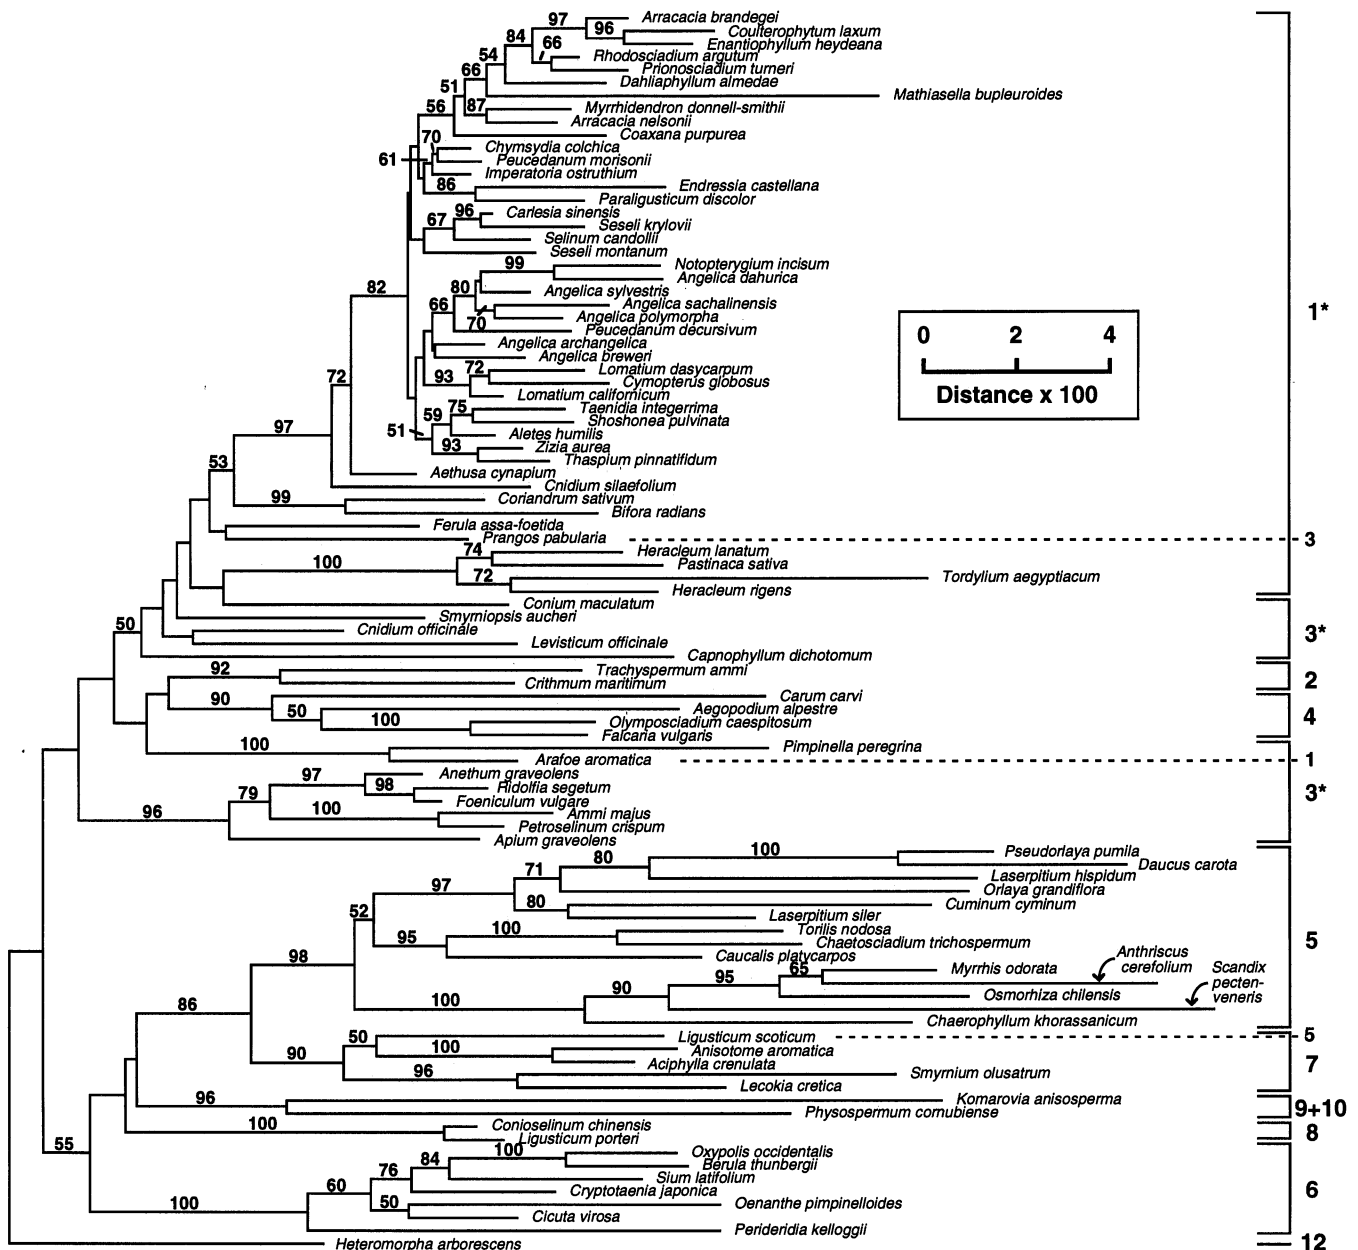 97
Arracacia brandegei
96
Coulterophytum laxum
84
Enantiophyllum heydeana
66
Rhodosciadium argutum
54
Prionosciadium turneri
66
Dahliaphyllum almedae
51
Mathiasella bupleuroides
56
87
Myrrhidendron donnell-smithii
Arracacia nelsonii
Coaxana purpurea
70
Chymsydia colchica
61
Peucedanum morisonii
Imperatoria ostruthium
86
Endressia castellana
Paraligusticum discolor
96
Carlesia sinensis
67
Seseli krylovii
Selinum candollii
Seseli montanum
99
Notopterygium incisum
Angelica dahurica
80
Angelica sylvestris
66
Angelica sachalinensis
70
Angelica polymorpha
Peucedanum decursivum
Angelica archangelica
Angelica breweri
72
Lomatium dasycarpum
93
Cymopterus globosus
Lomatium californicum
75
Taenidia integerrima
59
Shoshonea pulvinata
51
Aletes humilis
93
Zizia aurea
Thaspium pinnatifidum
82
72
Aethusa cynapium
97
Cnidium silaefolium
53
99
Coriandrum sativum
Bifora radians
Ferula assa-foetida
Prangos pabularia
3
74
Heracleum lanatum
100
Pastinaca sativa
72
Tordylium aegyptiacum
Heracleum rigens
Conium maculatum
1*
0 2 4
Distance x 100
Smyrniopsis aucheri
50
Cnidium officinale
3*
Levisticum officinale
Capnophyllum dichotomum
92
Trachyspermum ammi
2
Crithmum maritimum
90
Carum carvi
50
Aegopodium alpestre
4
100
Olymposciadium caespitosum
Falcaria vulgaris
100
Pimpinella peregrina
Arafoe aromatica
1
97
Anethum graveolens
98
Ridolfia segetum
3*
79
Foeniculum vulgare
96
100
Ammi majus
Petroselinum crispum
Apium graveolens
100
Pseudorlaya pumila
80
Daucus carota
71
Laserpitium hispidum
97
Orlaya grandiflora
80
Cuminum cyminum
52
Laserpitium siler
100
Torilis nodosa
95
Chaetosciadium trichospermum
5
Caucalis platycarpos
98
65
Myrrhis odorata
Anthriscus
cerefolium
95
Osmorhiza chilensis
Scandix
pecten-
veneris
90
100
Chaerophyllum khorassanicum
86
50
Ligusticum scoticum
5
100
Anisotome aromatica
90
Aciphylla crenulata
7
96
Smyrnium olusatrum
Lecokia cretica
96
Komarovia anisosperma
9+10
Physospermum cornubiense
100
Conioselinum chinensis
8
Ligusticum porteri
55
100
Oxypolis occidentalis
84
Berula thunbergii
76
Sium latifolium
60
Cryptotaenia japonica
6
50
Oenanthe pimpinelloides
100
Cicuta virosa
Perideridia kelloggii
Heteromorpha arborescens
12